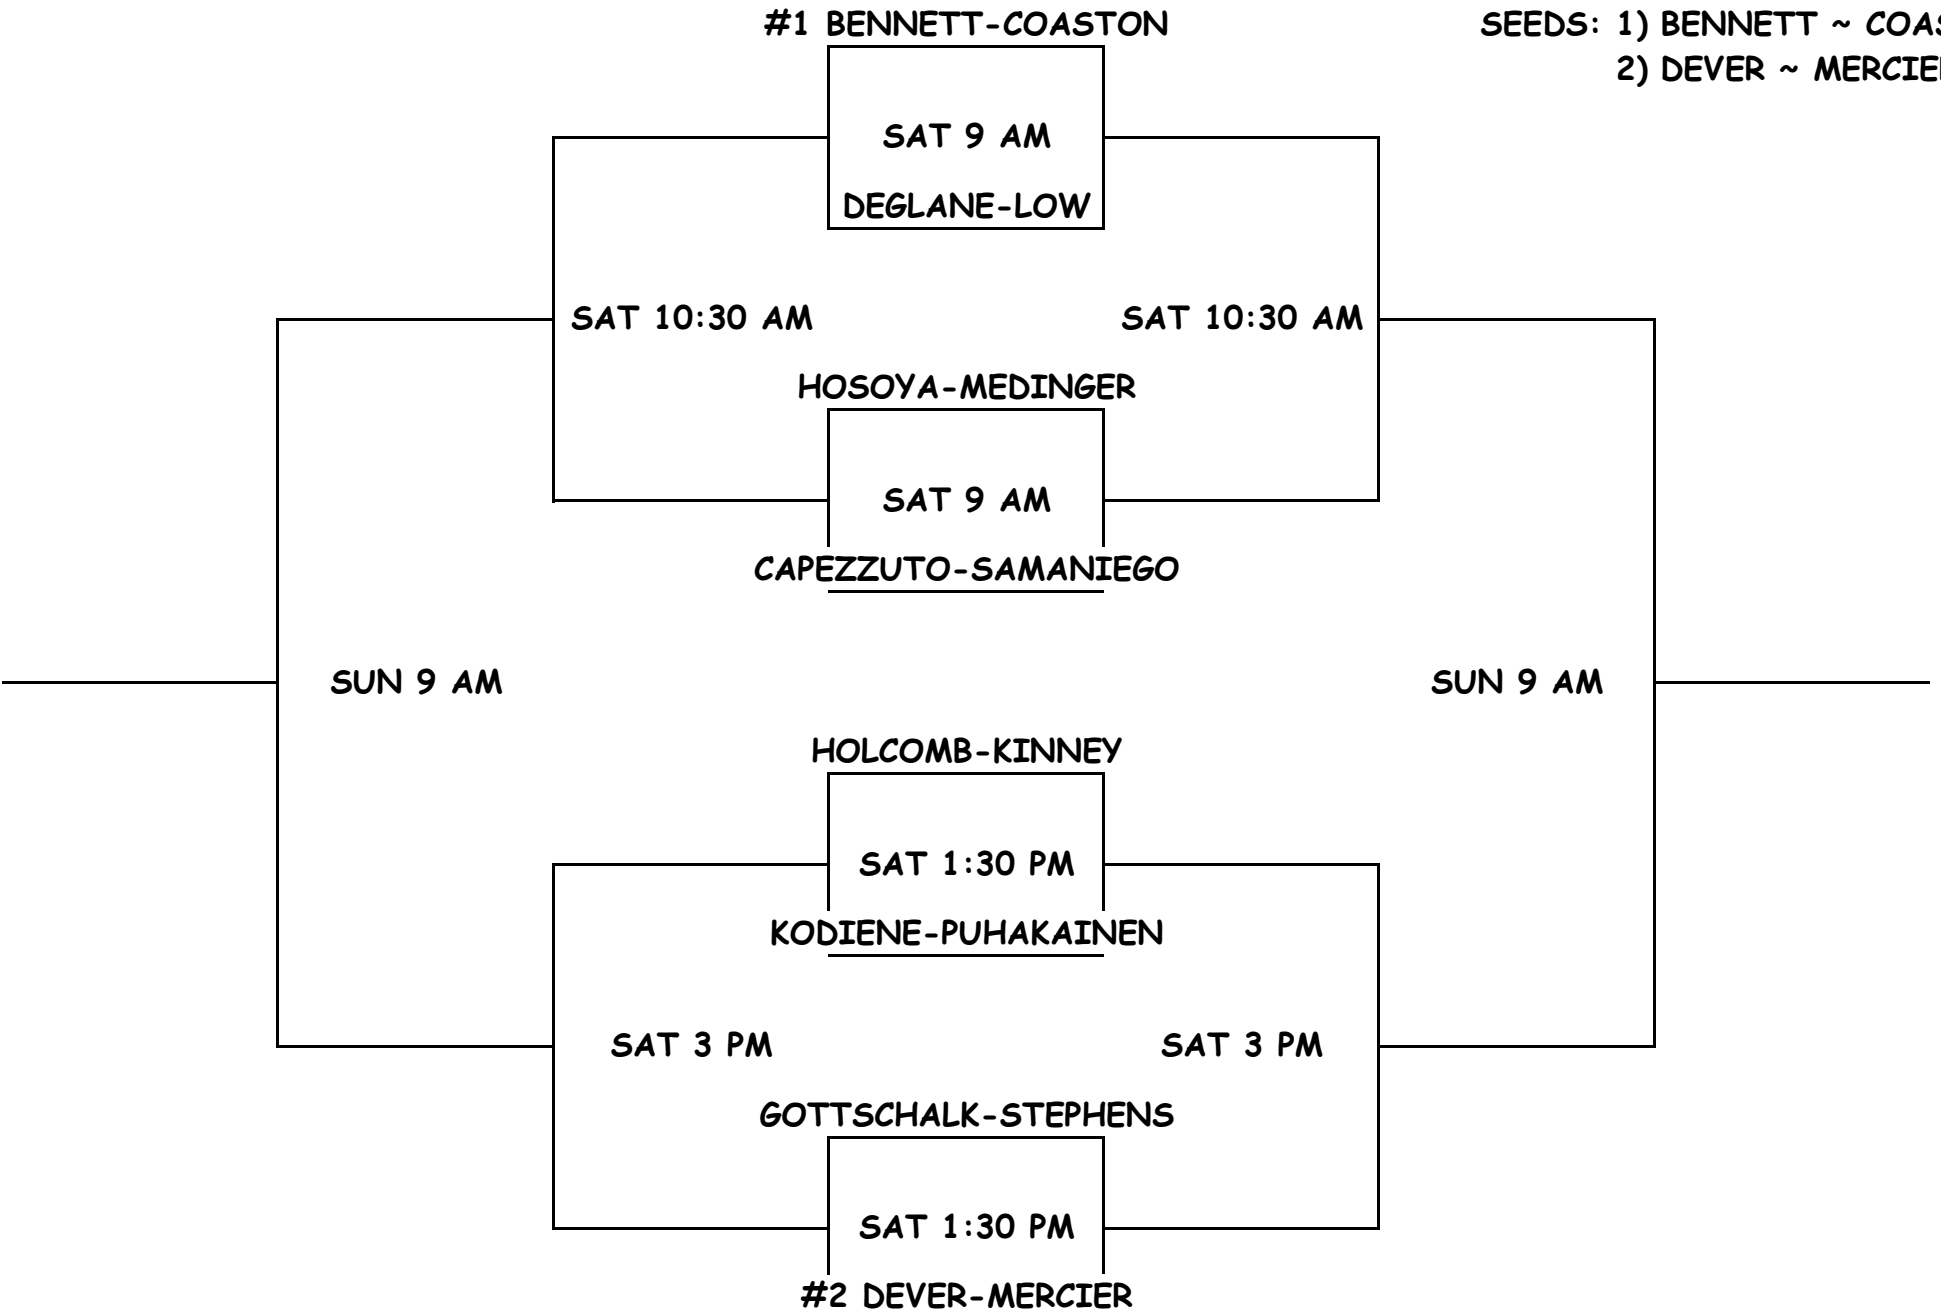 #1 BENNETT-COASTON
SEEDS: 1) BENNETT ~
2) DEVER ~
SAT 9 AM
DEGLANE-LOW
SAT 10:30 AM
SAT 10:30 AM
HOSOYA-MEDINGER
SAT 9 AM
CAPEZZUTO-SAMANIEGO
SUN 9 AM
SUN 9 AM
HOLCOMB-KINNEY
SAT 1:30 PM
KODIENE-PUHAKAINEN
SAT 3 PM
SAT 3 PM
GOTTSCHALK-STEPHENS
SAT 1:30 PM
#2 DEVER-MERCIER